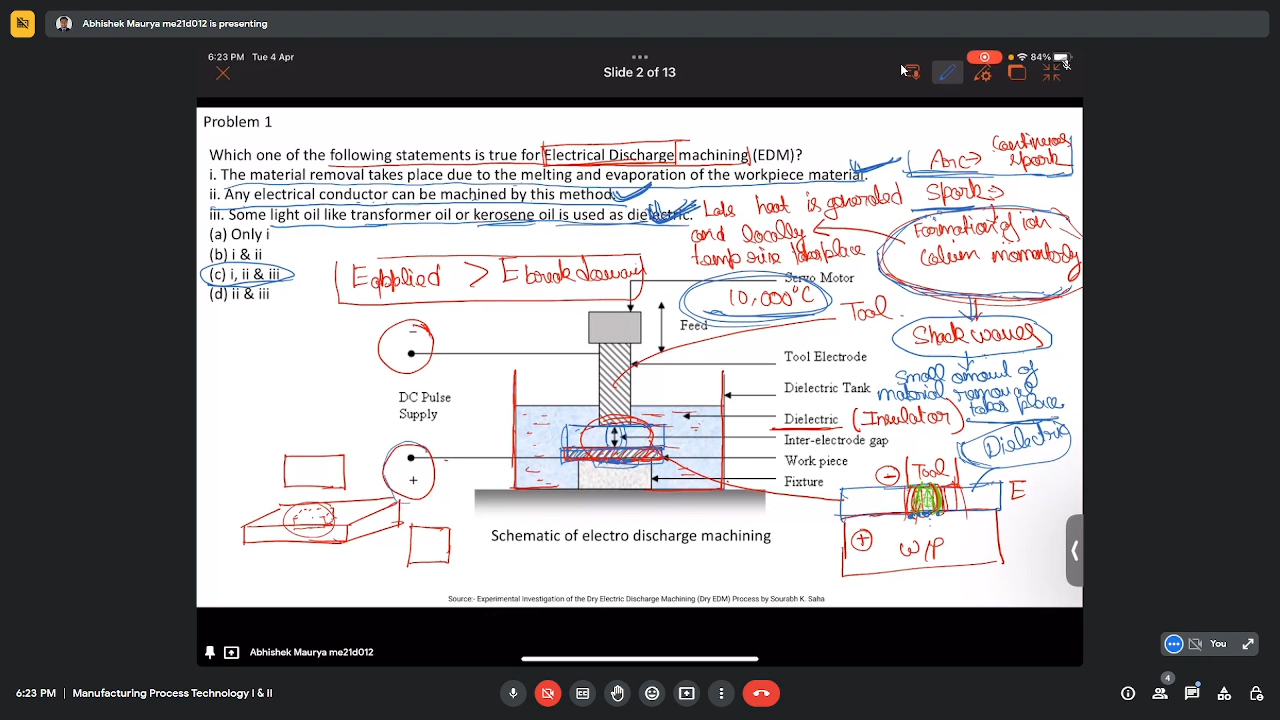 Abhishek Maurya me21d012 is presenting
6:23 PM Tue 4 Apr
84%
Slide 2 of 13
Problem 1
Which one of the following statements is true for Electrical Discharge machining (EDM)?
i. The material removal takes place due to the melting and evaporation of the workpiece material.
ii. Any electrical conductor can be machined by this method.
iii. Some light oil like transformer oil or kerosene oil is used as dielectric.
(a) Only i
(b) i & ii
(c) i, ii & iii
(d) ii & iii
Arc → continuous
spark
Spark ⇒
Formation of ion
calium momentody
heat is generated
and locally
temp rise takes place
10,000°C
E applied > E breakdaway
Shock waves
Small amount of
material removal
takes place
Tool
Servo Motor
Feed
Tool Electrode
Dielectric Tank
Dielectric (Insulator)
Inter-electrode gap
Work piece
Fixture
−
DC Pulse
Supply
+
Dielectric
− Tool
E
+ W/P
Schematic of electro discharge machining
Source:- Experimental Investigation of the Dry Electric Discharge Machining (Dry EDM) Process by Sourabh K. Saha
Abhishek Maurya me21d012
You
6:23 PM | Manufacturing Process Technology I & II
4